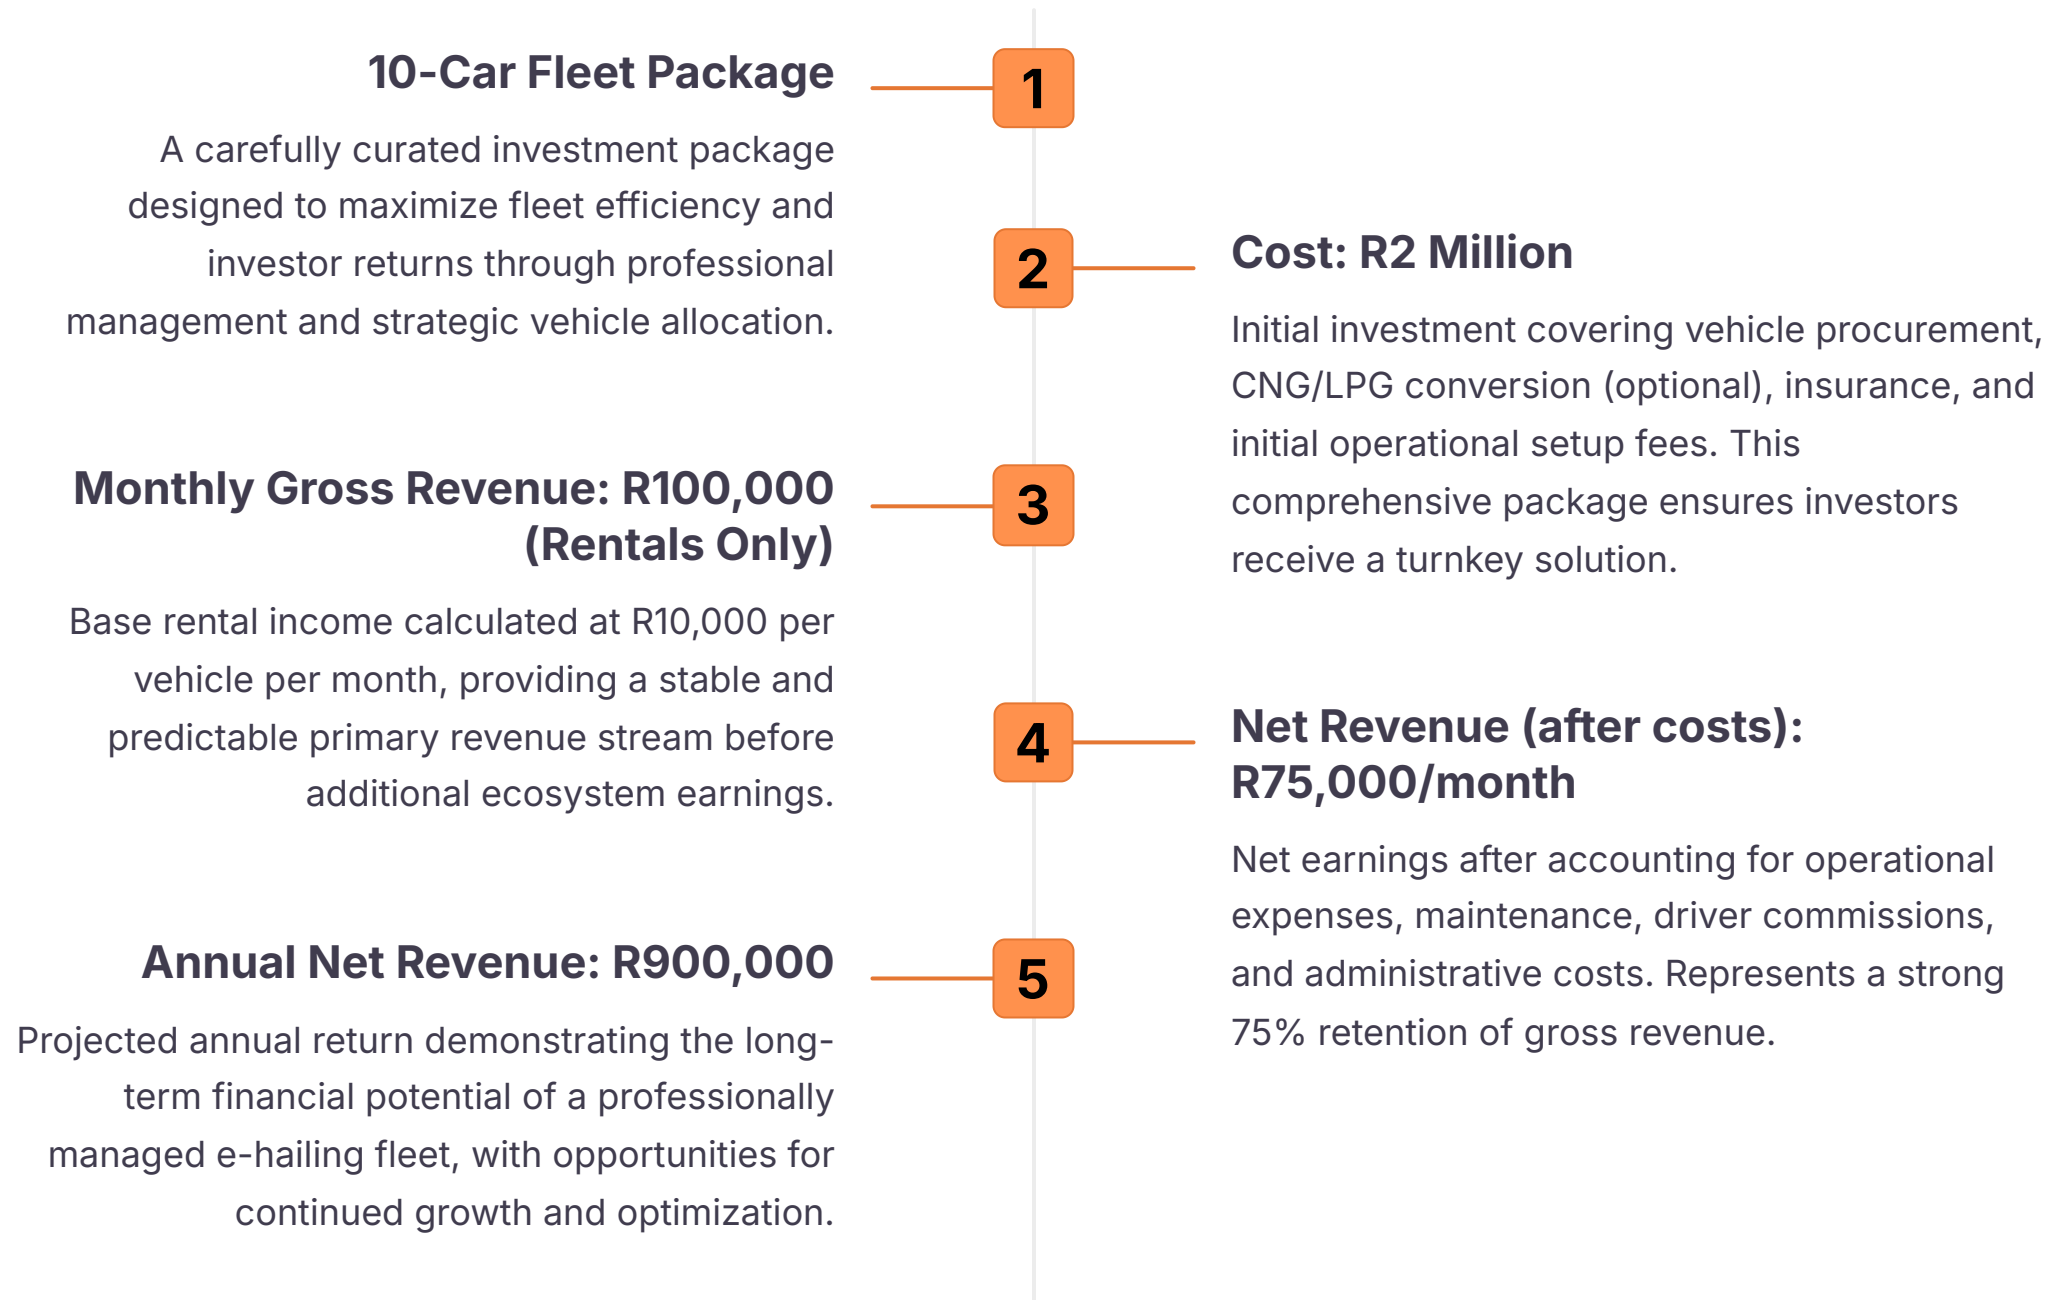 10-Car Fleet Package
A carefully curated investment package
designed to maximize fleet efficiency and
investor returns through professional
management and strategic vehicle allocation.
1
2
Cost: R2 Million
Initial investment covering vehicle procurement,
CNG/LPG conversion (optional), insurance, and
initial operational setup fees. This
comprehensive package ensures investors
receive a turnkey solution.
Monthly Gross Revenue: R100,000
(Rentals Only)
Base rental income calculated at R10,000 per
vehicle per month, providing a stable and
predictable primary revenue stream before
additional ecosystem earnings.
3
4
Net Revenue (after costs):
R75,000/month
Net earnings after accounting for operational
expenses, maintenance, driver commissions,
and administrative costs. Represents a strong
75% retention of gross revenue.
Annual Net Revenue: R900,000
Projected annual return demonstrating the long-
term financial potential of a professionally
managed e-hailing fleet, with opportunities for
continued growth and optimization.
5